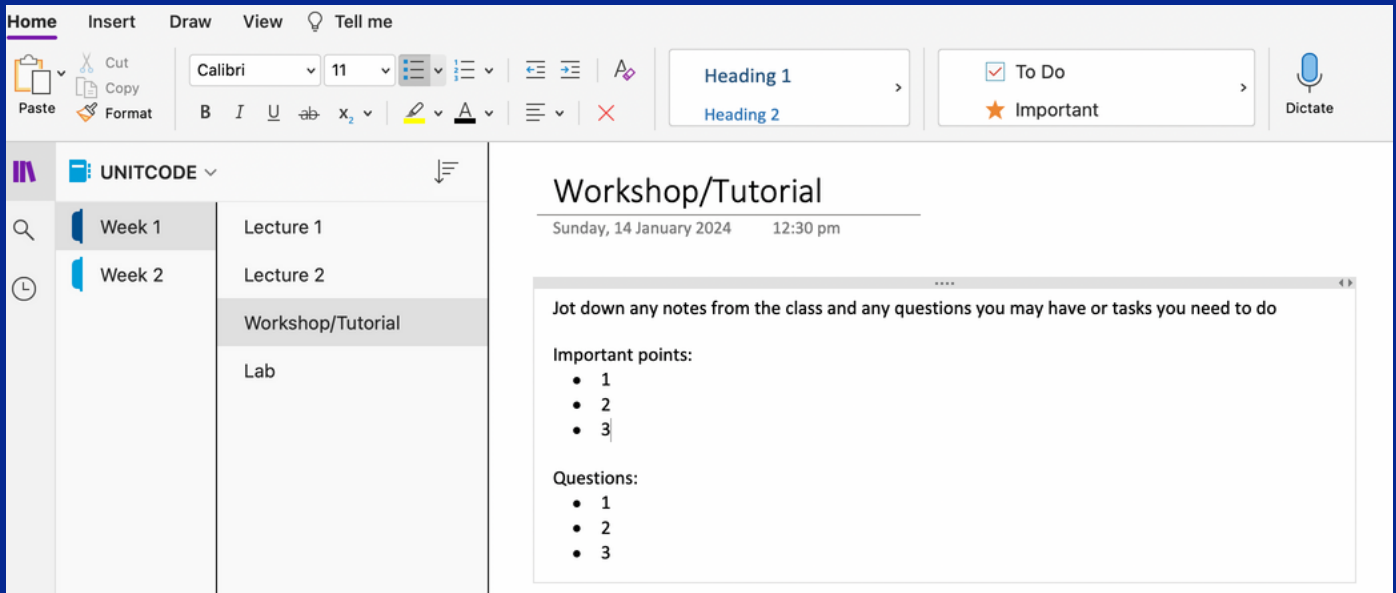 Home Insert Draw View Tell me
Paste
Cut
Copy
Format
Calibri 11
B I U ab X2 A
Heading 1
Heading 2
To Do
Important
Dictate
UNITCODE
Week 1
Week 2
Lecture 1
Lecture 2
Workshop/Tutorial
Lab
Workshop/Tutorial
Sunday, 14 January 2024 12:30 pm
Jot down any notes from the class and any questions you may have or tasks you need to do
Important points:
• 1
• 2
• 3
Questions:
• 1
• 2
• 3